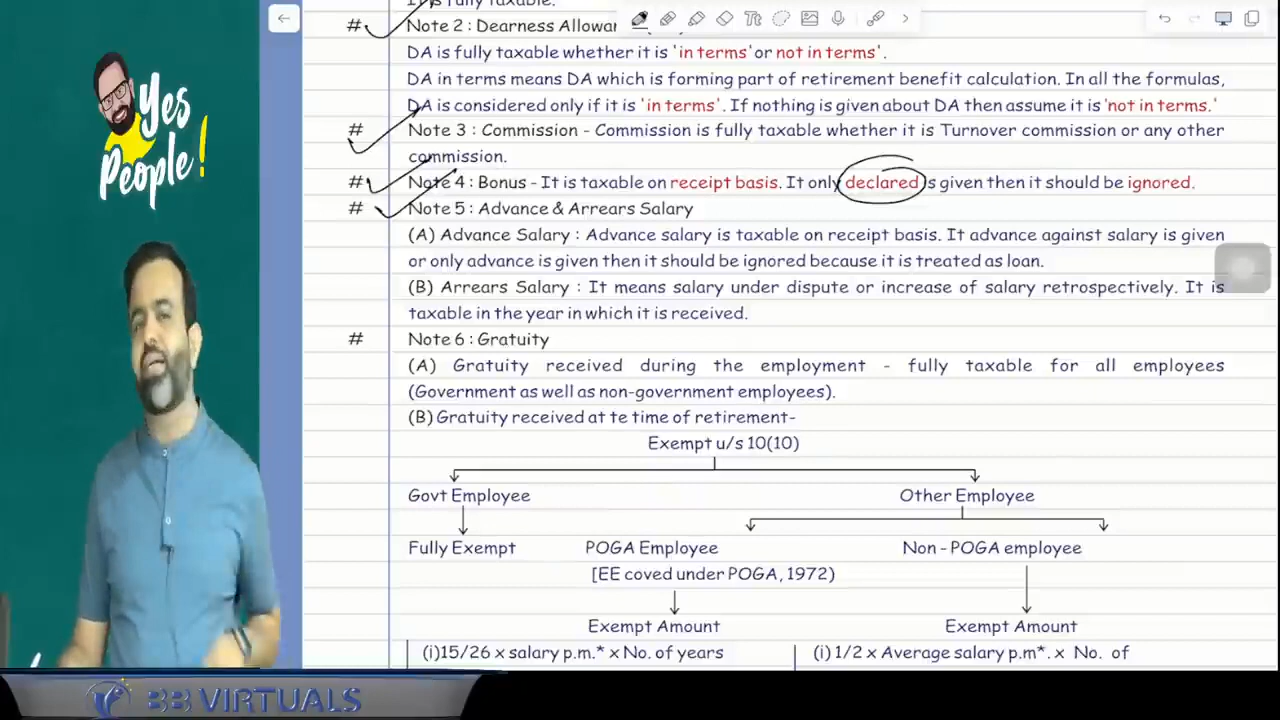 Yes
People !
It is fully taxable.
# Note 2 : Dearness Allowan
DA is fully taxable whether it is 'in terms' or not in terms'.
DA in terms means DA which is forming part of retirement benefit calculation. In all the formulas,
DA is considered only if it is 'in terms'. If nothing is given about DA then assume it is 'not in terms.'
# Note 3 : Commission - Commission is fully taxable whether it is Turnover commission or any other
commission.
# Note 4 : Bonus - It is taxable on receipt basis. It only declared is given then it should be ignored.
# Note 5 : Advance & Arrears Salary
(A) Advance Salary : Advance salary is taxable on receipt basis. It advance against salary is given
or only advance is given then it should be ignored because it is treated as loan.
(B) Arrears Salary : It means salary under dispute or increase of salary retrospectively. It is
taxable in the year in which it is received.
# Note 6 : Gratuity
(A) Gratuity received during the employment - fully taxable for all employees
(Government as well as non-government employees).
(B) Gratuity received at te time of retirement-
Exempt u/s 10(10)
Govt Employee Other Employee
Fully Exempt POGA Employee Non - POGA employee
[EE coved under POGA, 1972)
Exempt Amount Exempt Amount
(i)15/26 x salary p.m.* x No. of years (i) 1/2 x Average salary p.m*. x No. of
BB VIRTUALS